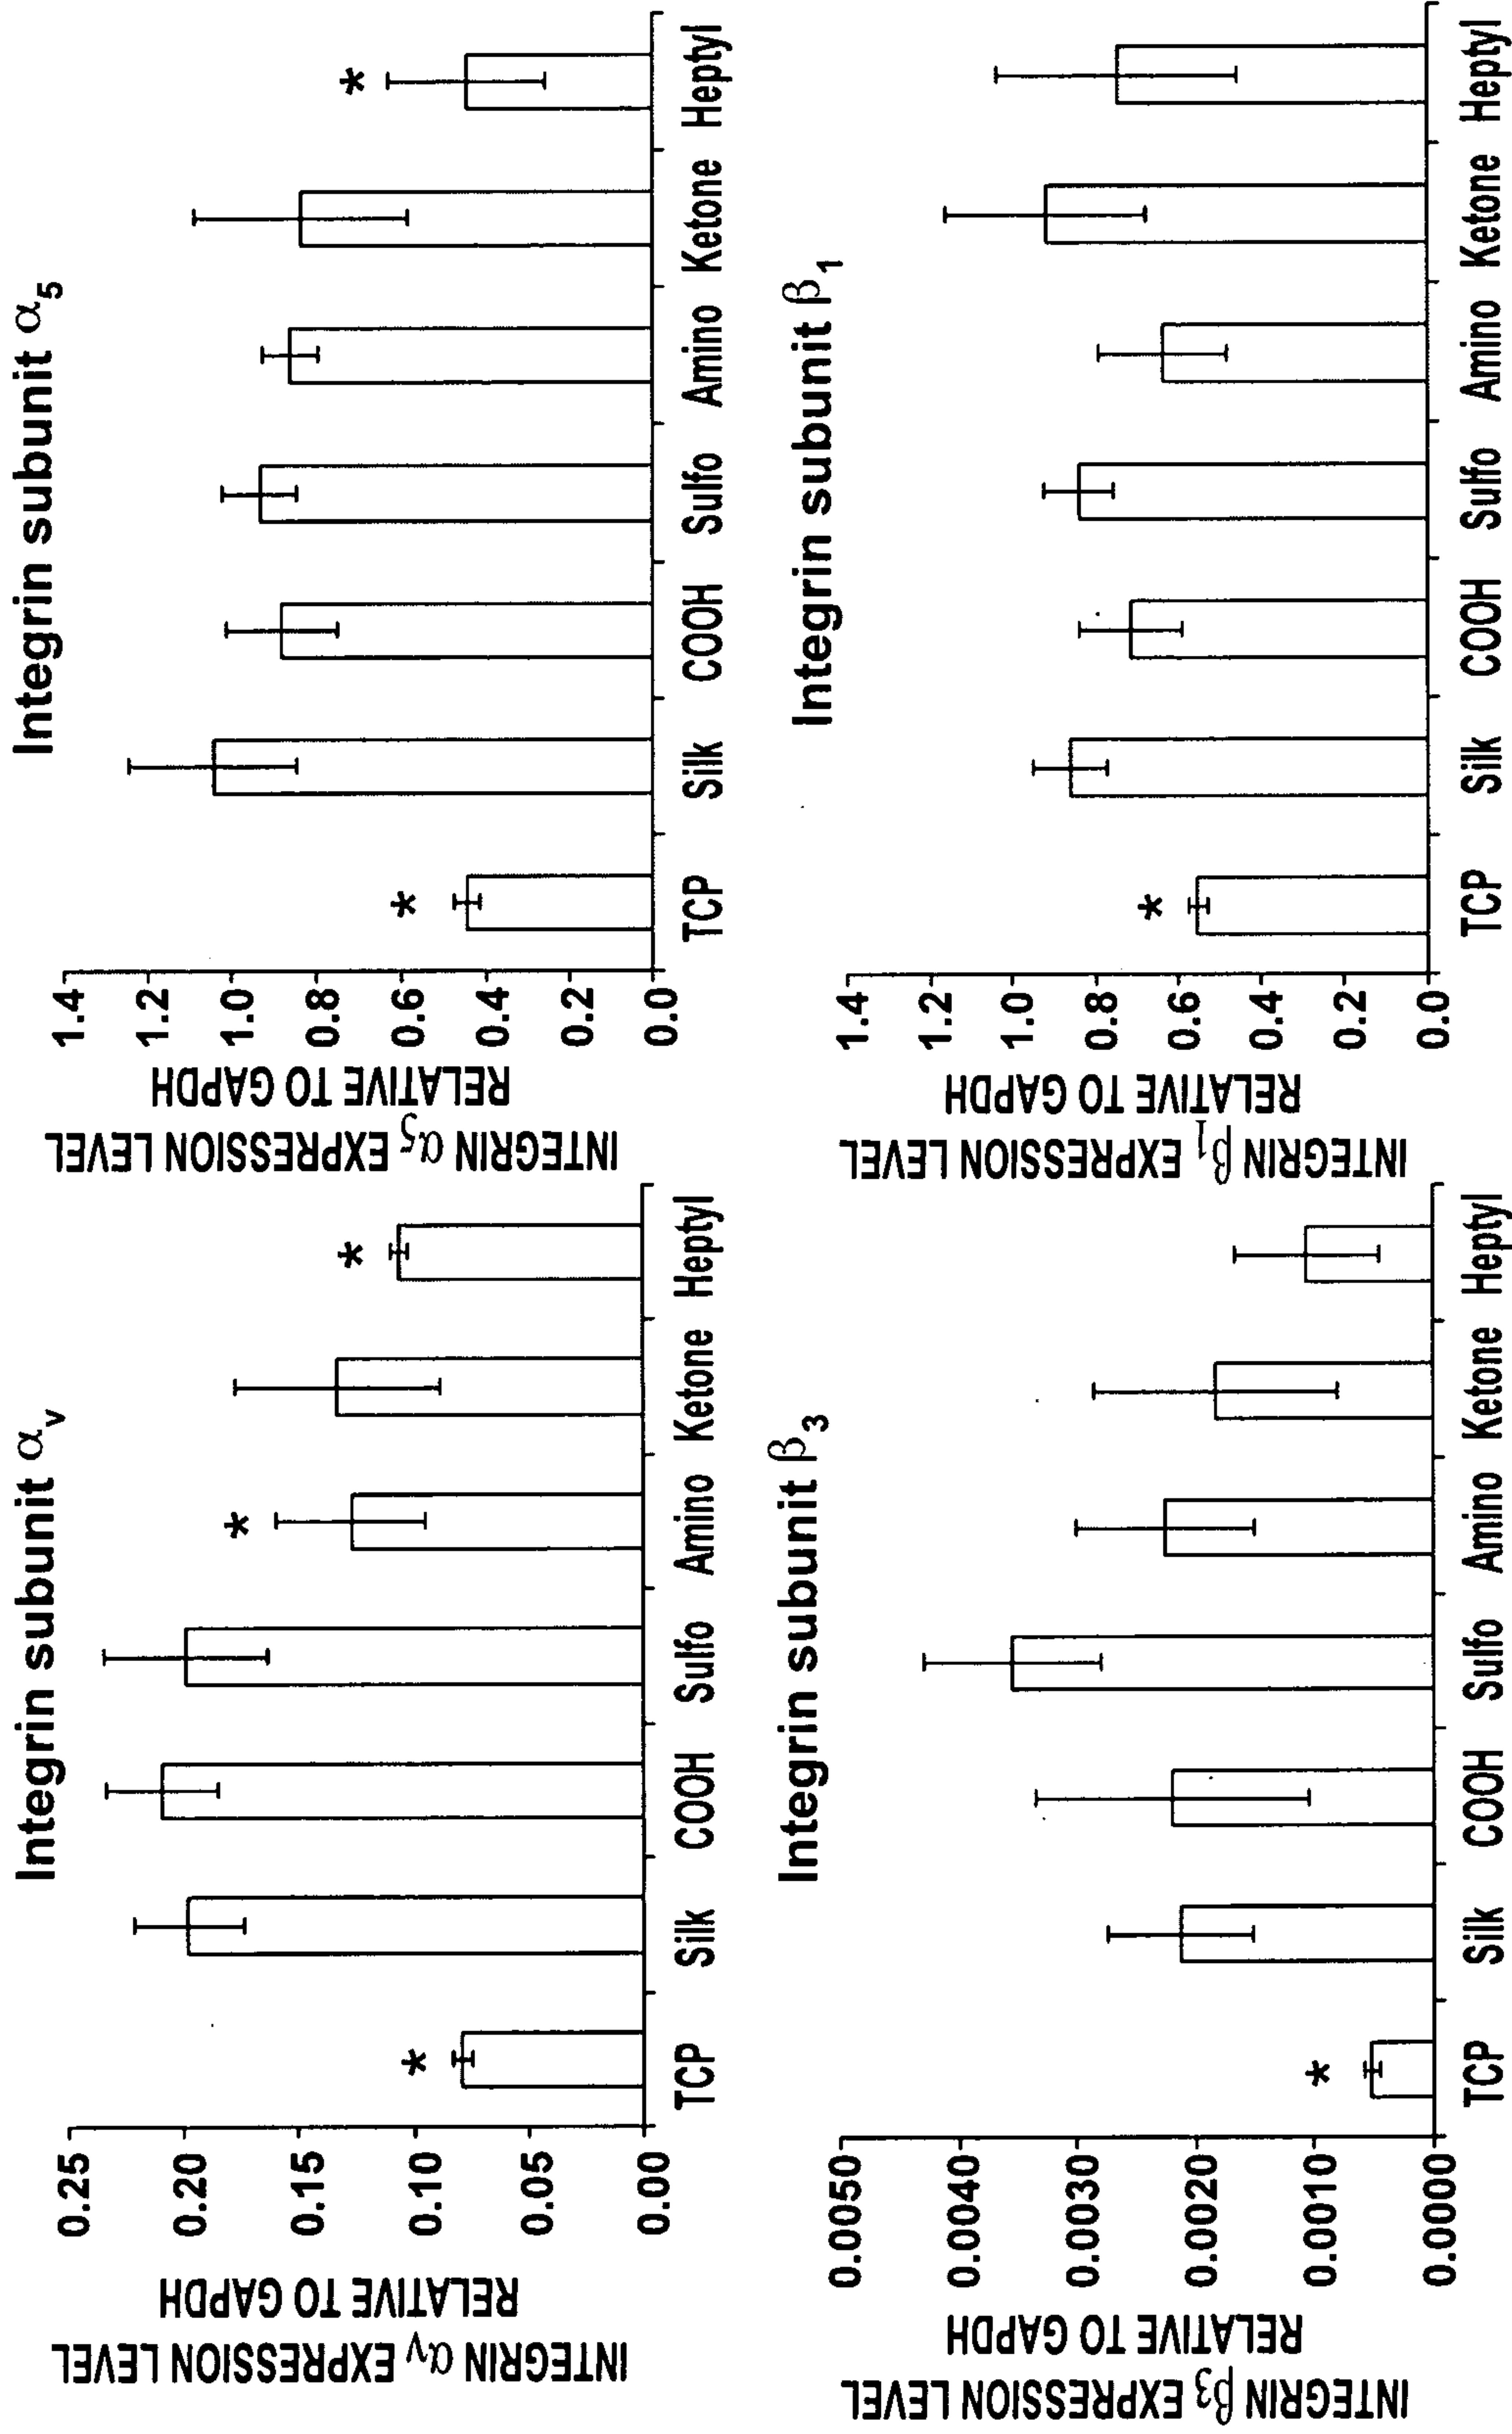 Integrin subunit αv
INTEGRIN αv EXPRESSION LEVEL
RELATIVE TO GAPDH
0.25
0.20
0.15
0.10
0.05
0.00
*
*
*
TCP Silk COOH Sulfo Amino Ketone Heptyl
Integrin subunit α5
INTEGRIN α5 EXPRESSION LEVEL
RELATIVE TO GAPDH
1.4
1.2
1.0
0.8
0.6
0.4
0.2
0.0
*
*
TCP Silk COOH Sulfo Amino Ketone Heptyl
Integrin subunit β3
INTEGRIN β3 EXPRESSION LEVEL
RELATIVE TO GAPDH
0.0050
0.0040
0.0030
0.0020
0.0010
0.0000
*
TCP Silk COOH Sulfo Amino Ketone Heptyl
Integrin subunit β1
INTEGRIN β1 EXPRESSION LEVEL
RELATIVE TO GAPDH
1.4
1.2
1.0
0.8
0.6
0.4
0.2
0.0
*
TCP Silk COOH Sulfo Amino Ketone Heptyl